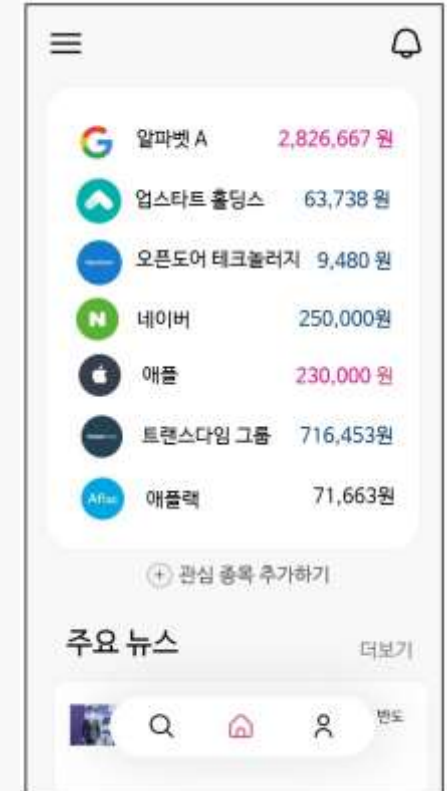 알파벳 A 2,826,667 원
업스타트 홀딩스 63,738 원
오픈도어 테크놀러지 9,480 원
N 네이버 250,000원
애플 230,000 원
트랜스다임 그룹 716,453원
Aflac 애플랙 71,663원
+ 관심 종목 추가하기
주요 뉴스 더보기
반도